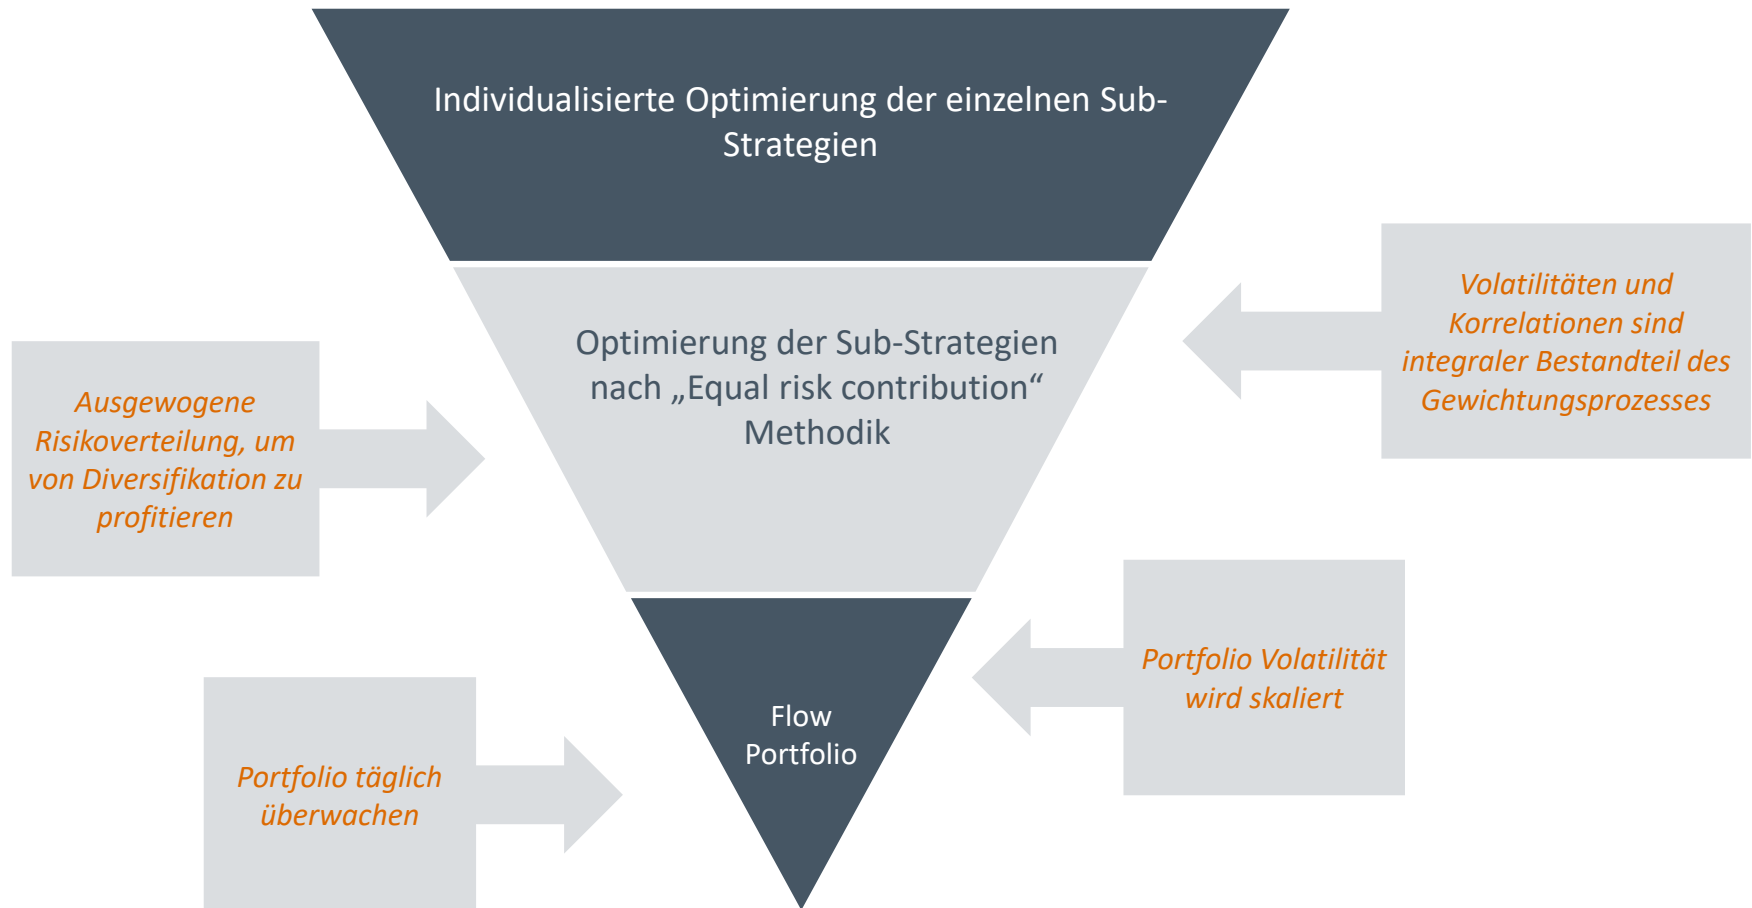 Individualisierte Optimierung der einzelnen Sub-
Strategien
Volatilitäten und
Korrelationen sind
integraler Bestandteil des
Gewichtungsprozesses
Optimierung der Sub-Strategien
nach „Equal risk contribution“
Methodik
Ausgewogene
Risikoverteilung, um
von Diversifikation zu
profitieren
Portfolio Volatilität
wird skaliert
Flow
Portfolio
Portfolio täglich
überwachen